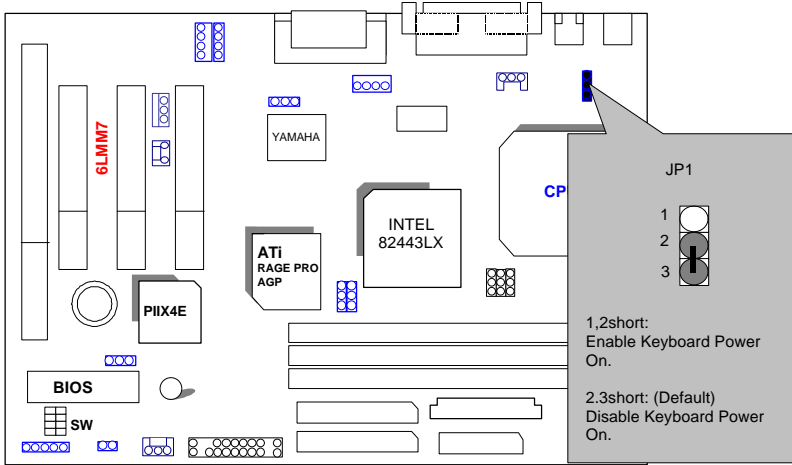 6LMM7
YAMAHA
CP
INTEL
82443LX
ATi
RAGE PRO
AGP
PIIX4E
BIOS
SW
JP1
1
2
3
1,2short:
Enable Keyboard Power
On.
2.3short: (Default)
Disable Keyboard Power
On.